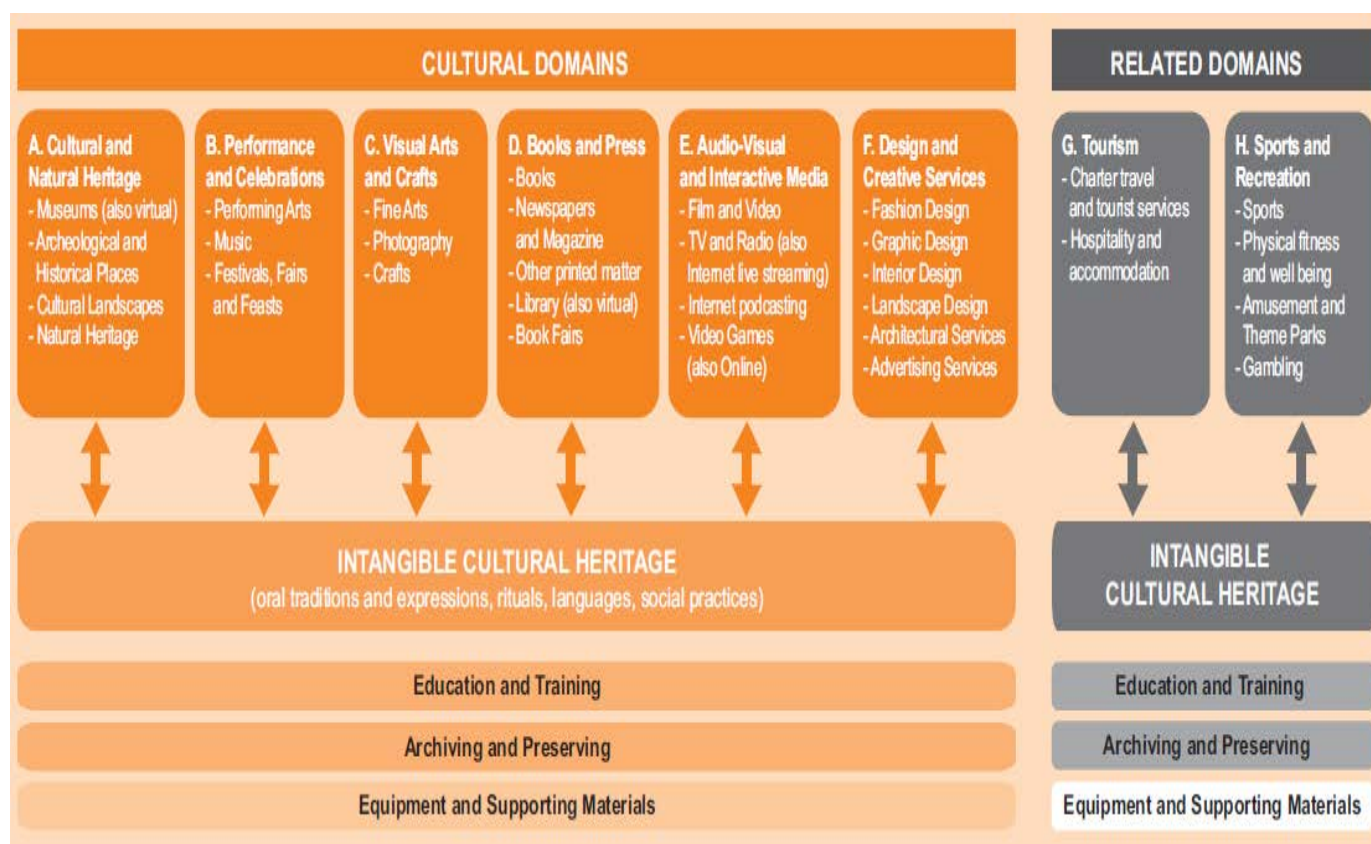 CULTURAL DOMAINS
RELATED DOMAINS
A. Cultural and
Natural Heritage
- Museums (also virtual)
- Archeological and
Historical Places
- Cultural Landscapes
- Natural Heritage
B. Performance
and Celebrations
- Performing Arts
- Music
- Festivals, Fairs
and Feasts
C. Visual Arts
and Crafts
- Fine Arts
- Photography
- Crafts
D. Books and Press
- Books
- Newspapers
and Magazine
- Other printed matter
- Library (also virtual)
- Book Fairs
E. Audio-Visual
and Interactive Media
- Film and Video
- TV and Radio (also
Internet live streaming)
- Internet podcasting
- Video Games
(also Online)
F. Design and
Creative Services
- Fashion Design
- Graphic Design
- Interior Design
- Landscape Design
- Architectural Services
- Advertising Services
G. Tourism
- Charter travel
and tourist services
- Hospitality and
accommodation
H. Sports and
Recreation
- Sports
- Physical fitness
and well being
- Amusement and
Theme Parks
- Gambling
INTANGIBLE CULTURAL HERITAGE
(oral traditions and expressions, rituals, languages, social practices)
INTANGIBLE
CULTURAL HERITAGE
Education and Training
Education and Training
Archiving and Preserving
Archiving and Preserving
Equipment and Supporting Materials
Equipment and Supporting Materials